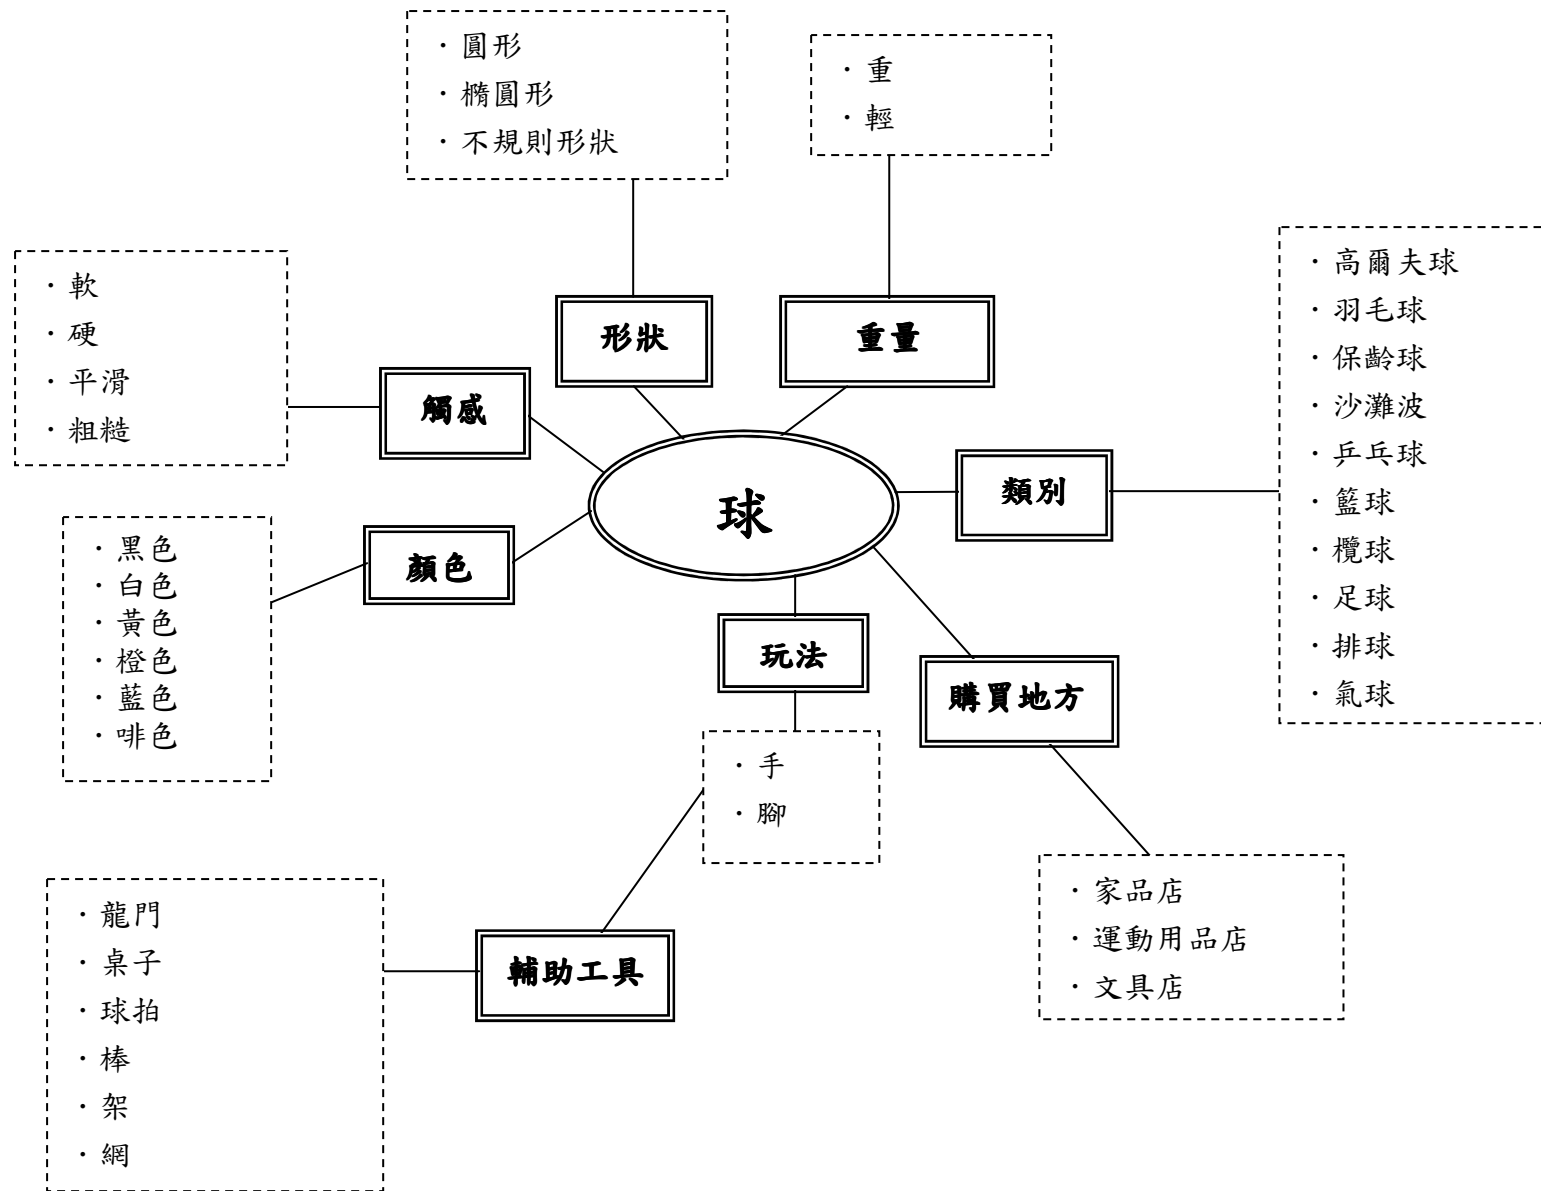 ・圓形
・橢圓形
・不規則形狀
・重
・輕
・軟
・硬
・平滑
・粗糙
形狀
重量
・高爾夫球
・羽毛球
・保齡球
・沙灘波
・乒乓球
・籃球
・欖球
・足球
・排球
・氣球
觸感
類別
球
・黑色
・白色
・黃色
・橙色
・藍色
・啡色
顏色
玩法
購買地方
・手
・腳
・家品店
・運動用品店
・文具店
・龍門
・桌子
・球拍
・棒
・架
・網
輔助工具